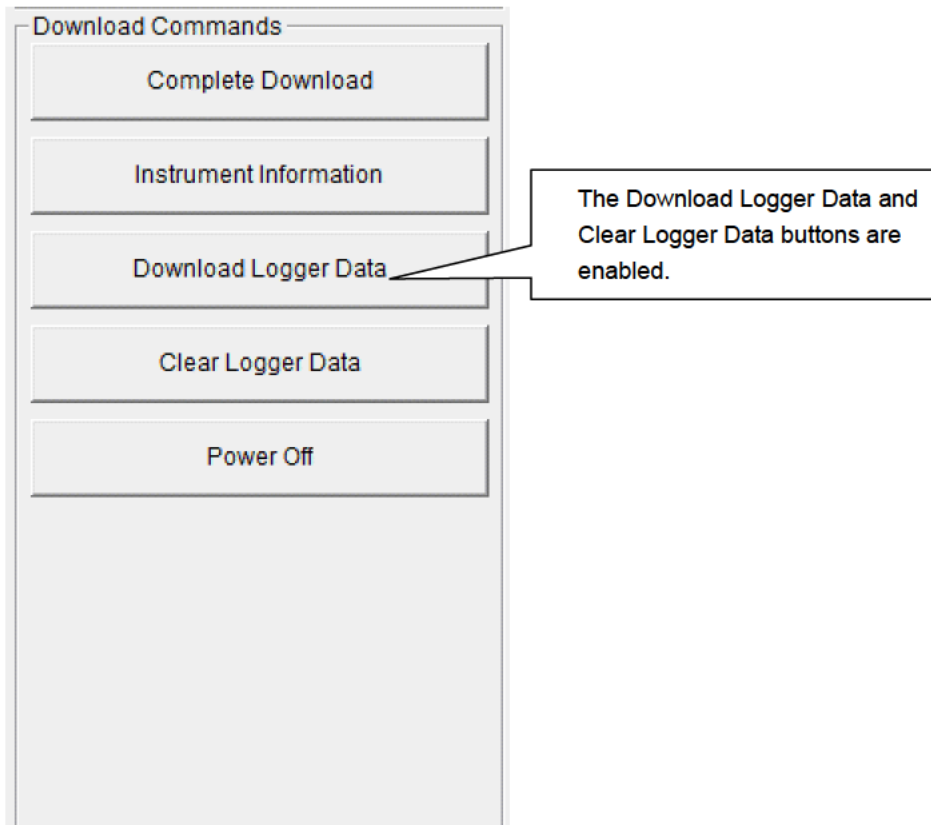 Download Commands
Complete Download
Instrument Information
Download Logger Data
Clear Logger Data
Power Off
The Download Logger Data and
Clear Logger Data buttons are
enabled.